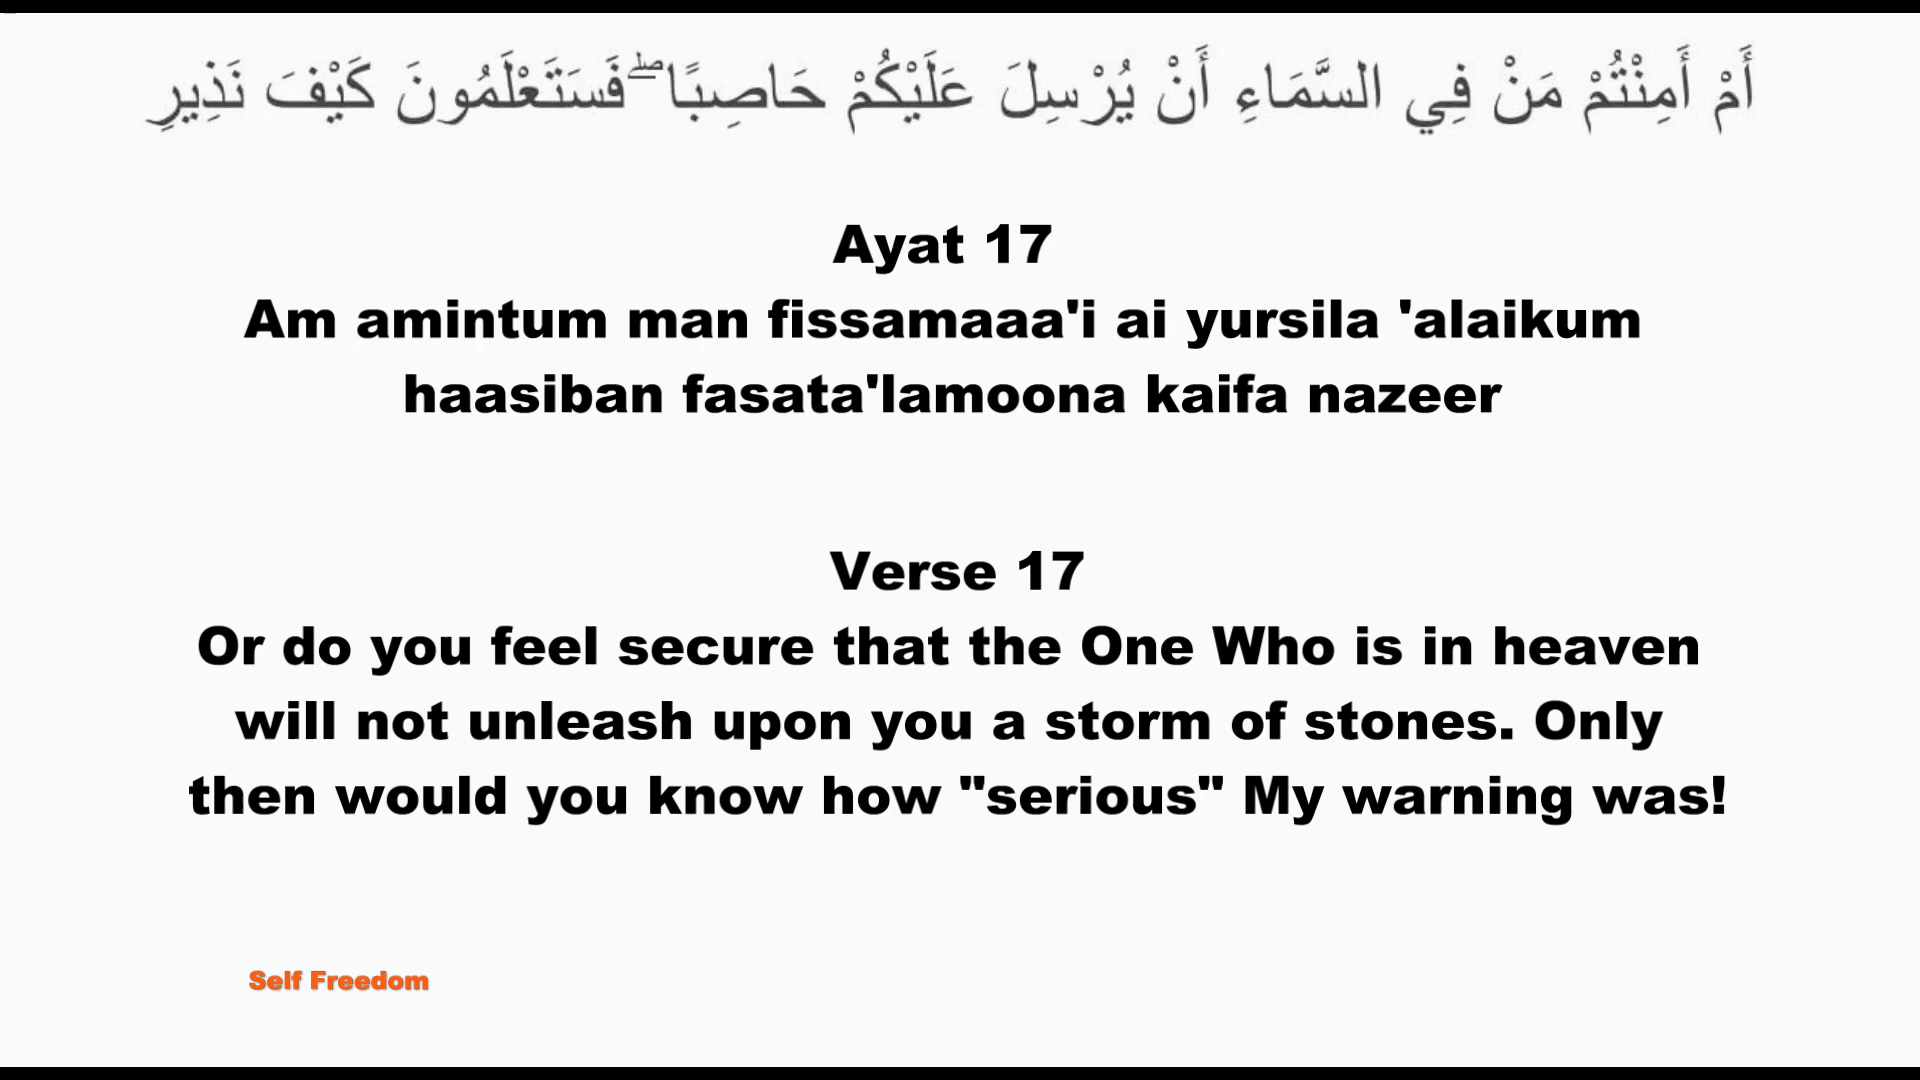 أَمْ أَمِنْتُمْ مَنْ فِي السَّمَاءِ أَنْ يُرْسِلَ عَلَيْكُمْ حَاصِبًا ۖ فَسَتَعْلَمُونَ كَيْفَ نَذِيرِ
Ayat 17
Am amintum man fissamaaa'i ai yursila 'alaikum
haasiban fasata'lamoona kaifa nazeer
Verse 17
Or do you feel secure that the One Who is in heaven
will not unleash upon you a storm of stones. Only
then would you know how "serious" My warning was!
Self Freedom